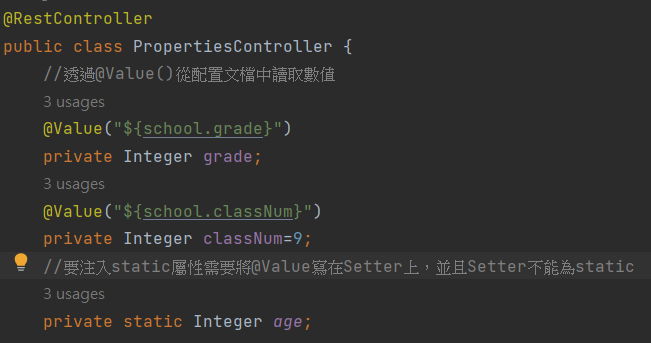 @RestController
public class PropertiesController {
//透過@Value()從配置文檔中讀取數值
3 usages
@Value("${school.grade}")
private Integer grade;
3 usages
@Value("${school.classNum}")
private Integer classNum=9;
//要注入static屬性需要將@Value寫在Setter上，並且Setter不能為static
3 usages
private static Integer age;